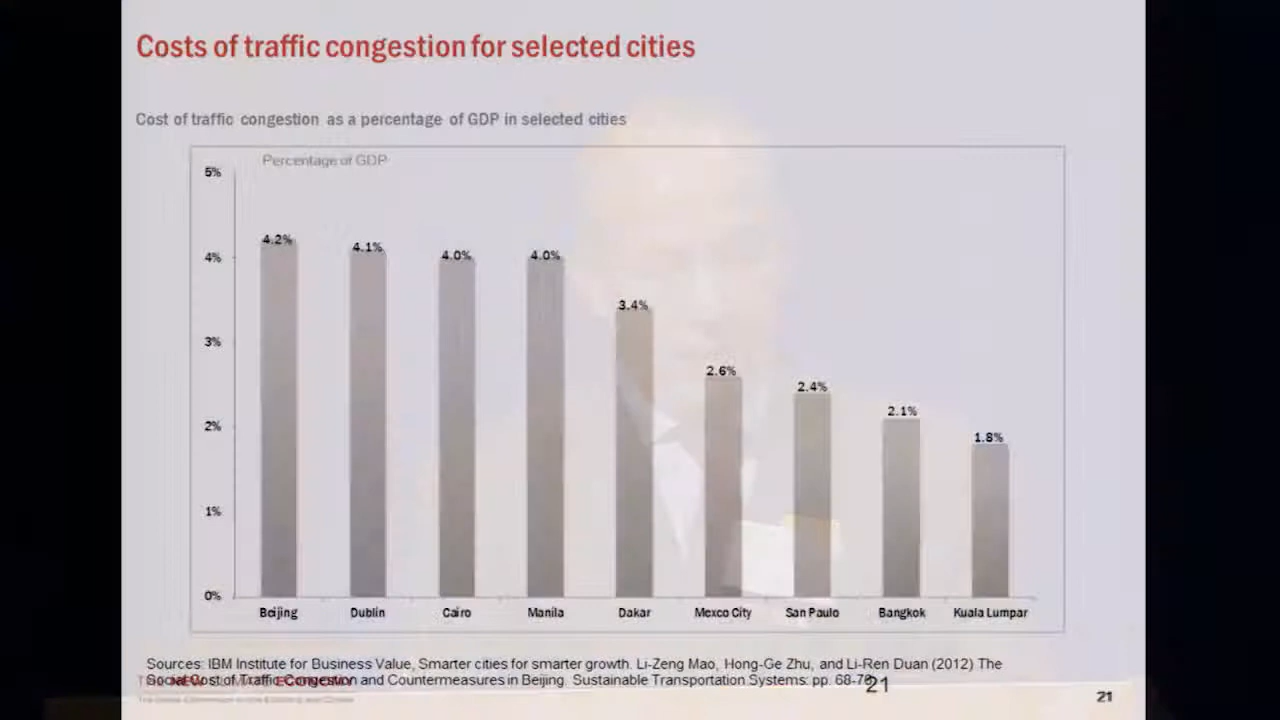 Costs of traffic congestion for selected cities
Cost of traffic congestion as a percentage of GDP in selected cities
Percentage of GDP
5%
4%
3%
2%
1%
0%
4.2%
4.1%
4.0%
4.0%
3.4%
2.6%
2.4%
2.1%
1.8%
Beijing
Dublin
Cairo
Manila
Dakar
Mexco City
San Paulo
Bangkok
Kuala Lumpar
Sources: IBM Institute for Business Value, Smarter cities for smarter growth. Li-Zeng Mao, Hong-Ge Zhu, and Li-Ren Duan (2012) The
Social Cost of Traffic Congestion and Countermeasures in Beijing. Sustainable Transportation Systems: pp. 68-
21
21